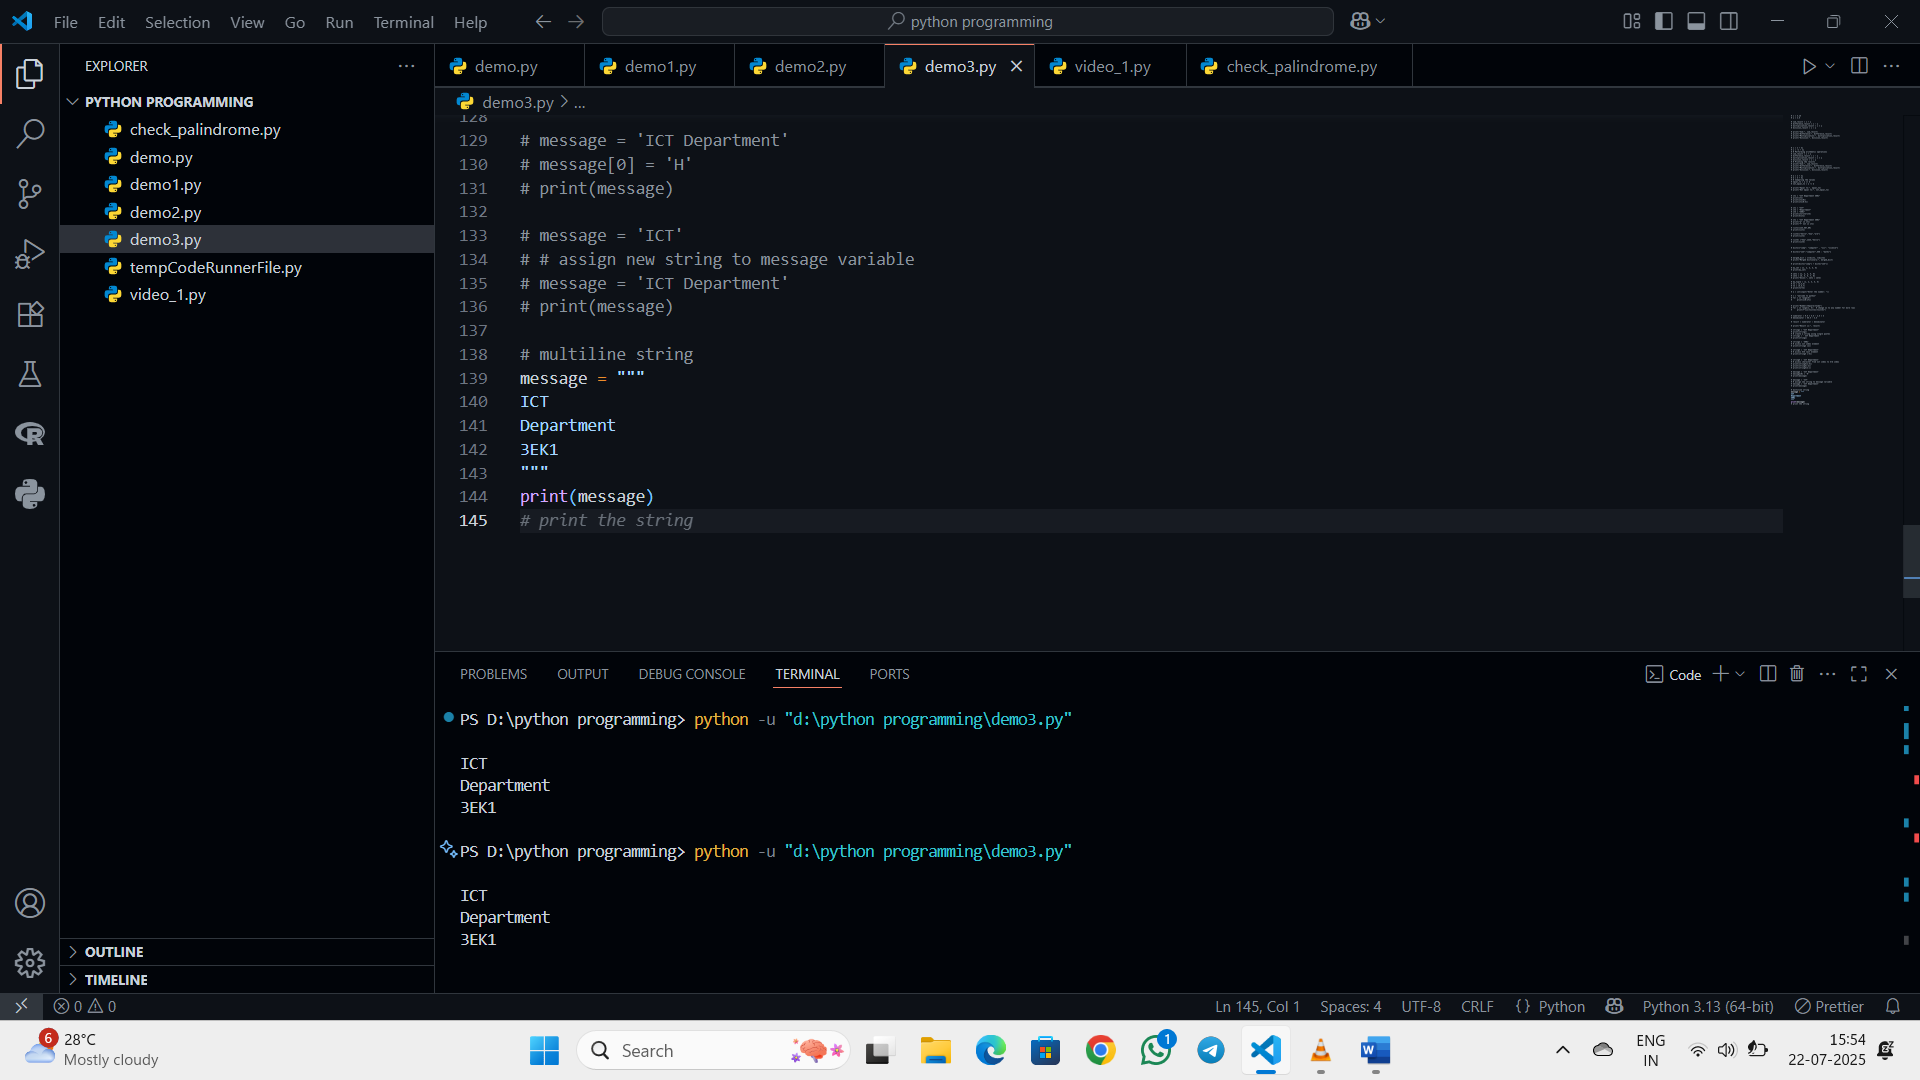 File Edit Selection View Go Run Terminal Help
python programming
EXPLORER
PYTHON PROGRAMMING
check_palindrome.py
demo.py
demo1.py
demo2.py
demo3.py
tempCodeRunnerFile.py
video_1.py
OUTLINE
TIMELINE
demo.py demo1.py demo2.py demo3.py video_1.py check_palindrome.py
demo3.py > ...
128
129 # message = 'ICT Department'
130 # message[0] = 'H'
131 # print(message)
132
133 # message = 'ICT'
134 # # assign new string to message variable
135 # message = 'ICT Department'
136 # print(message)
137
138 # multiline string
139 message = """
140 ICT
141 Department
142 3EK1
143 """
144 print(message)
145 # print the string
PROBLEMS OUTPUT DEBUG CONSOLE TERMINAL PORTS
Code
PS D:\python programming> python -u "d:\python programming\demo3.py"
ICT
Department
3EK1
PS D:\python programming> python -u "d:\python programming\demo3.py"
ICT
Department
3EK1
0 0
Ln 145, Col 1 Spaces: 4 UTF-8 CRLF {} Python Python 3.13 (64-bit) Prettier
6
28°C
Mostly cloudy
Search
1
W
ENG
IN
15:54
22-07-2025